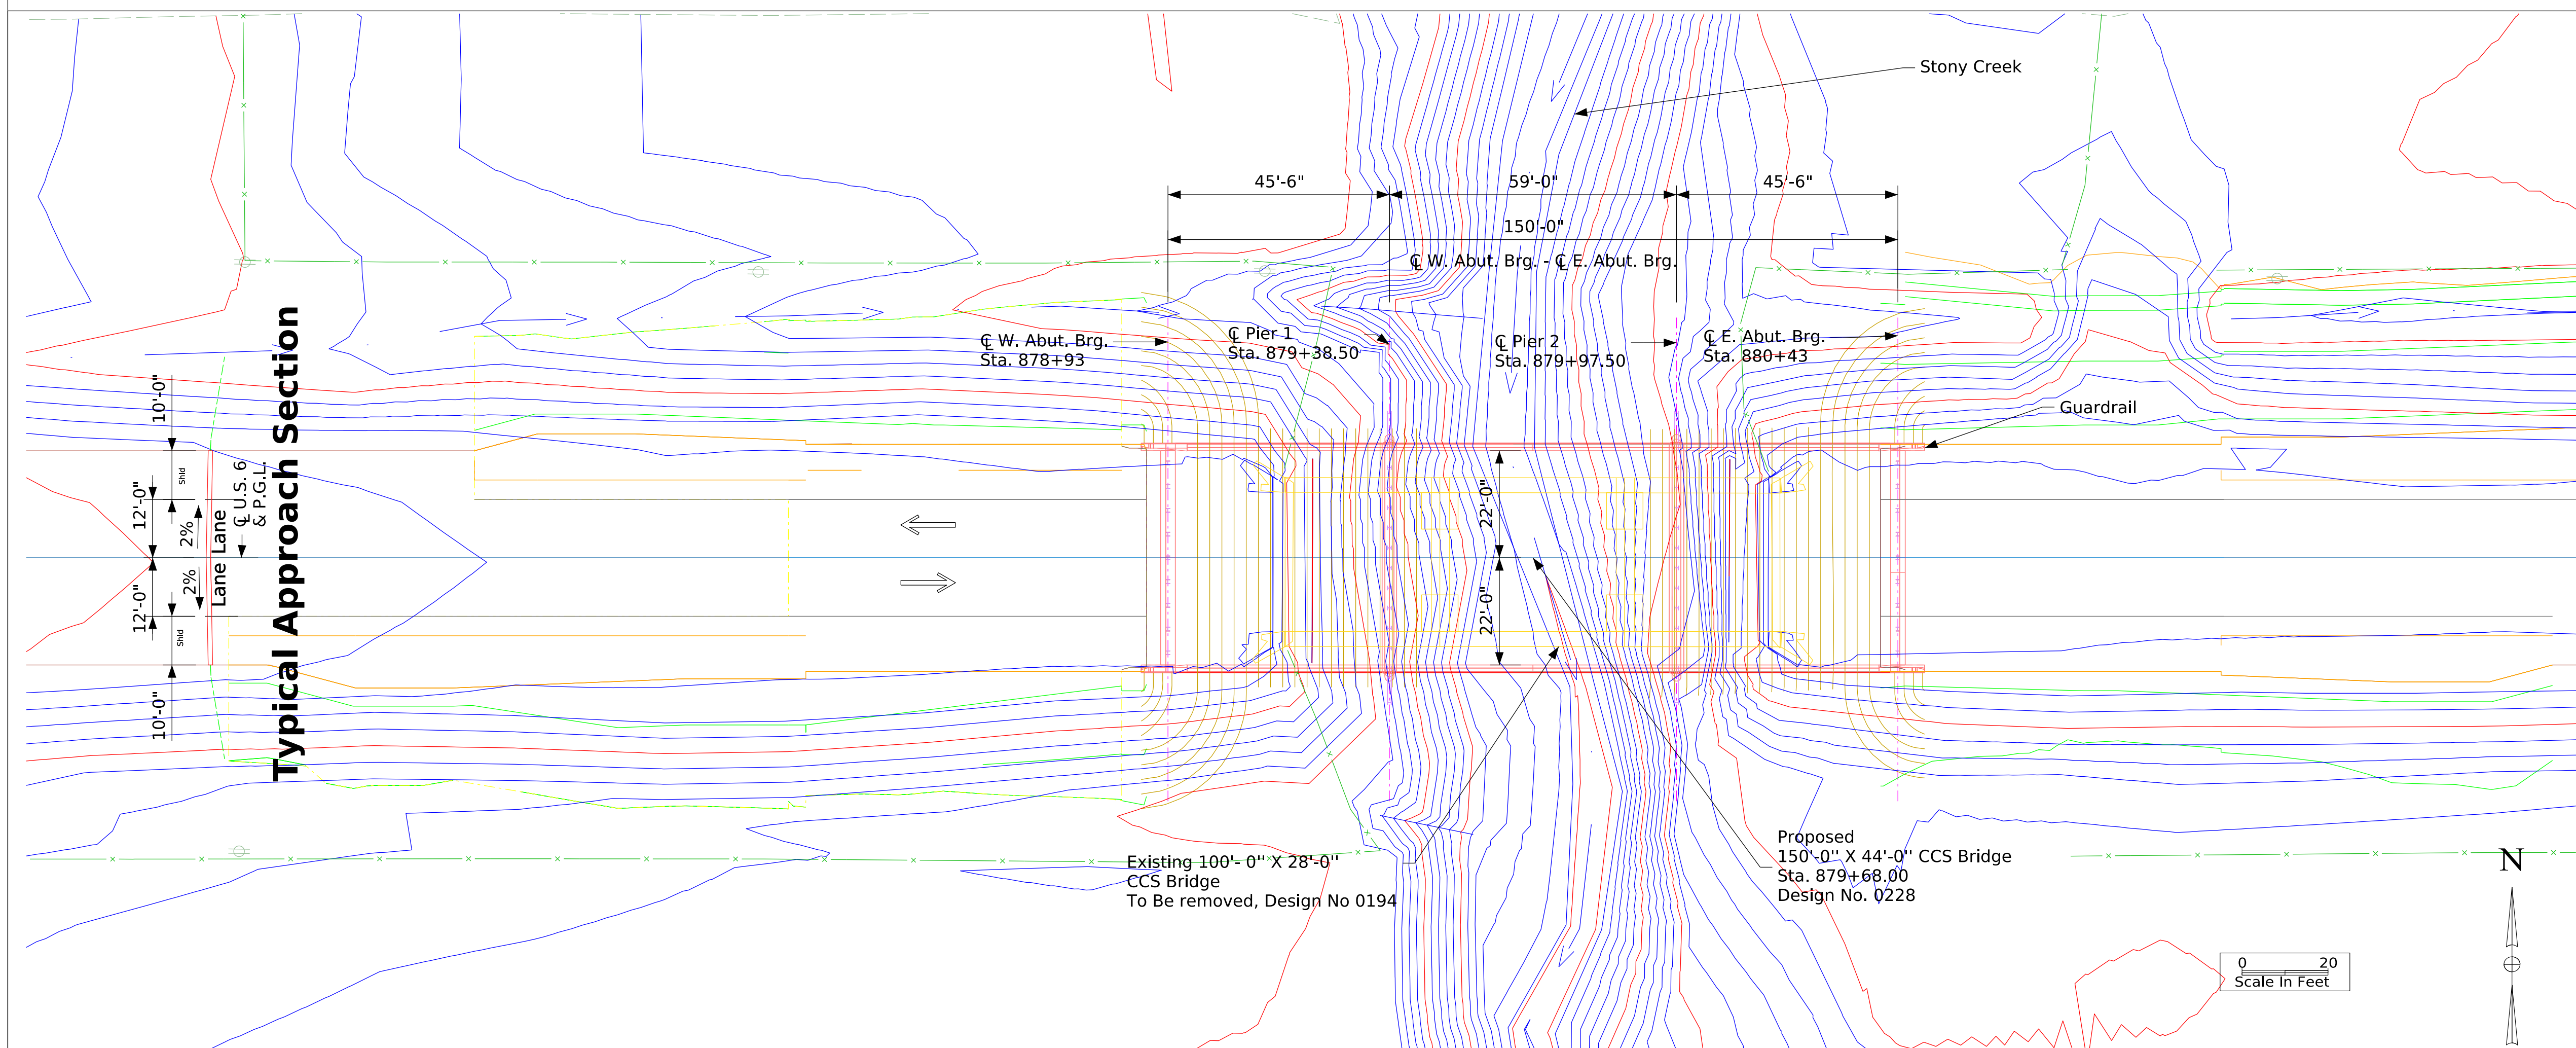 Stony Creek
45'-6"
59'-0"
45'-6"
150'-0"
℄ W. Abut. Brg. - ℄ E. Abut. Brg.
℄ W. Abut. Brg.
Sta. 878+93
℄ Pier 1
Sta. 879+38.50
℄ Pier 2
Sta. 879+97.50
℄ E. Abut. Brg.
Sta. 880+43
Guardrail
10'-0"
12'-0"
12'-0"
10'-0"
Shld
Shld
2%
2%
Lane
Lane
℄ U.S. 6
& P.G.L.
Typical Approach Section
22'-0"
22'-0"
Existing 100'- 0'' X 28'-0''
CCS Bridge
To Be removed, Design No 0194
Proposed
150'-0'' X 44'-0'' CCS Bridge
Sta. 879+68.00
Design No. 0228
N
0 20
Scale In Feet